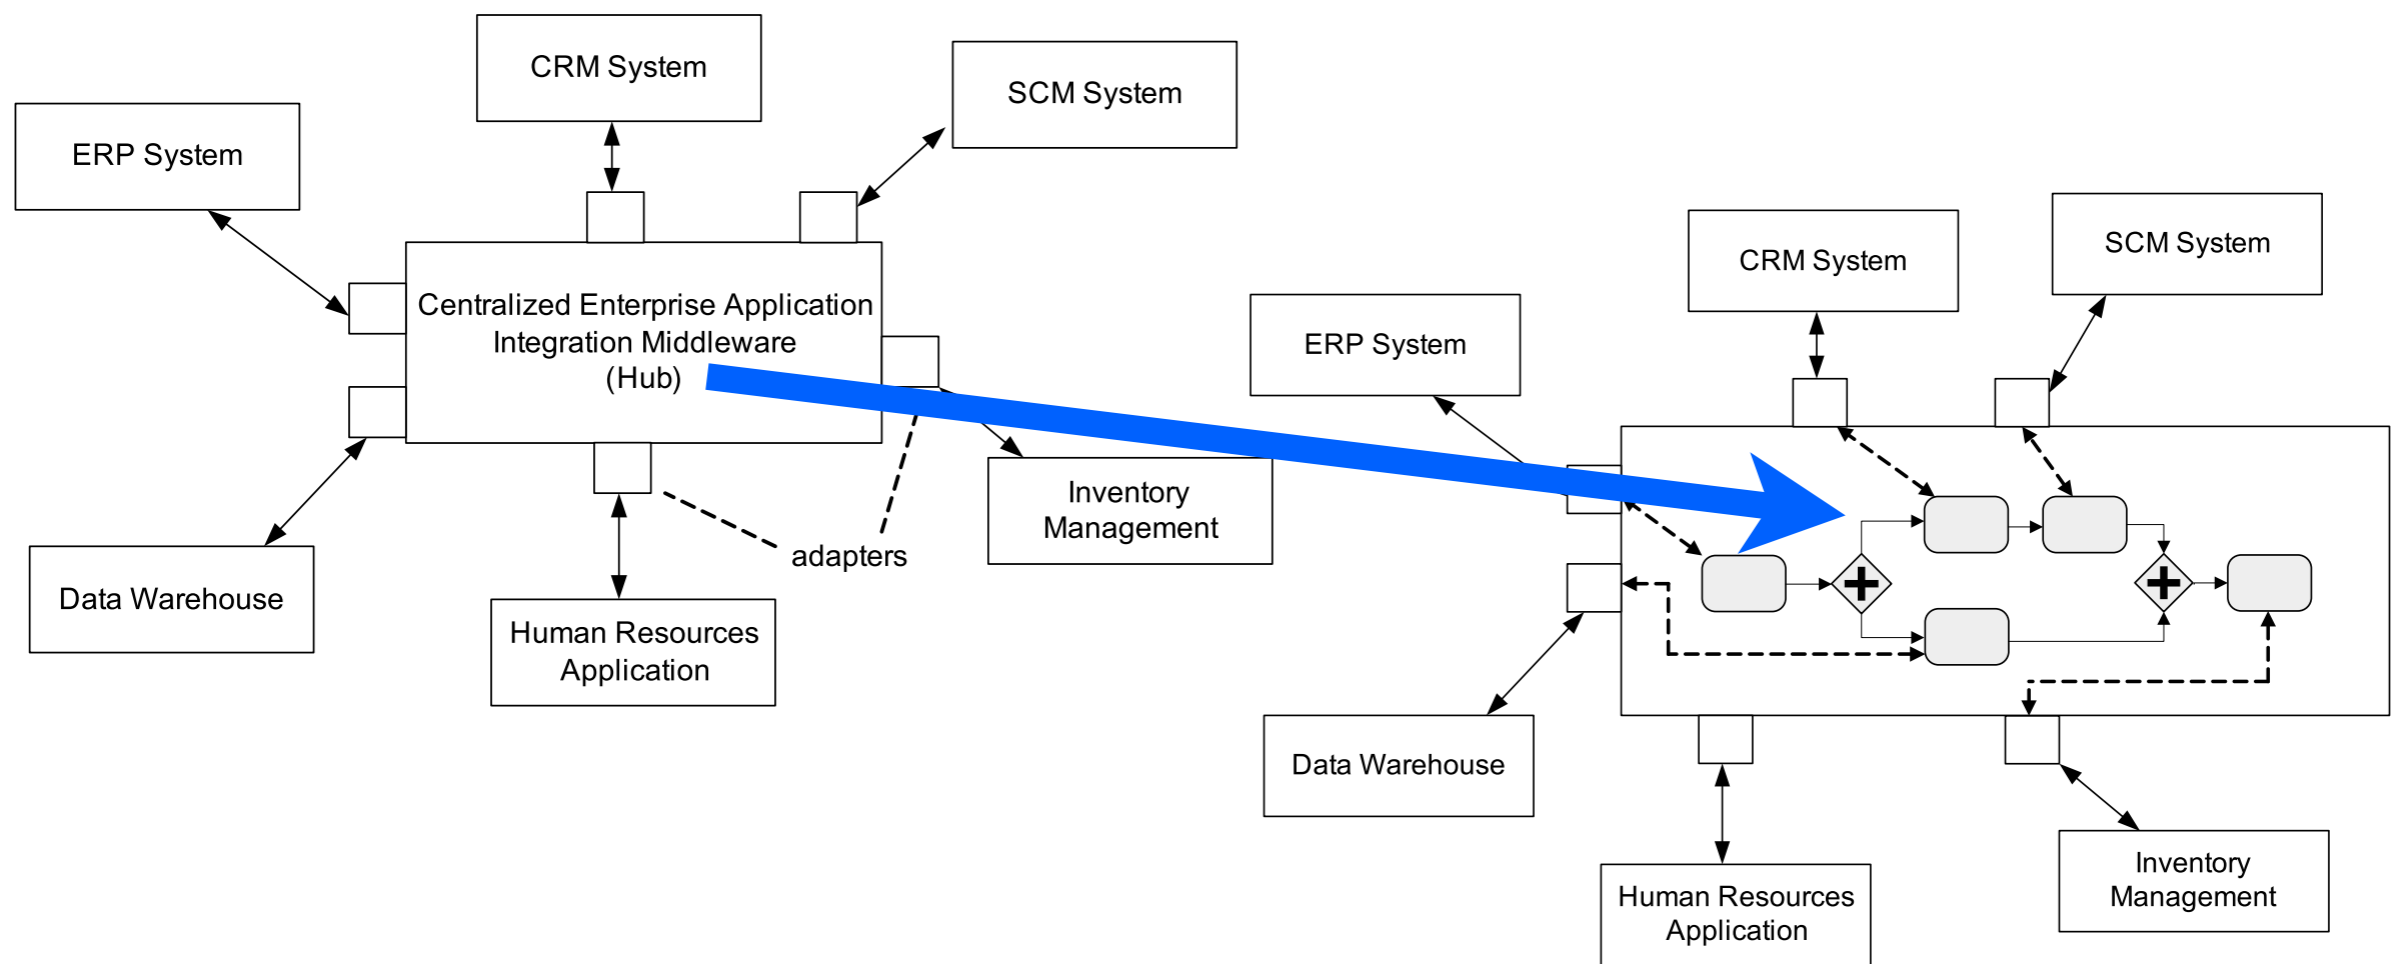 CRM System
SCM System
ERP System
Centralized Enterprise Application
Integration Middleware
(Hub)
Inventory
Management
adapters
Data Warehouse
Human Resources
Application
CRM System
SCM System
ERP System
Data Warehouse
Human Resources
Application
Inventory
Management